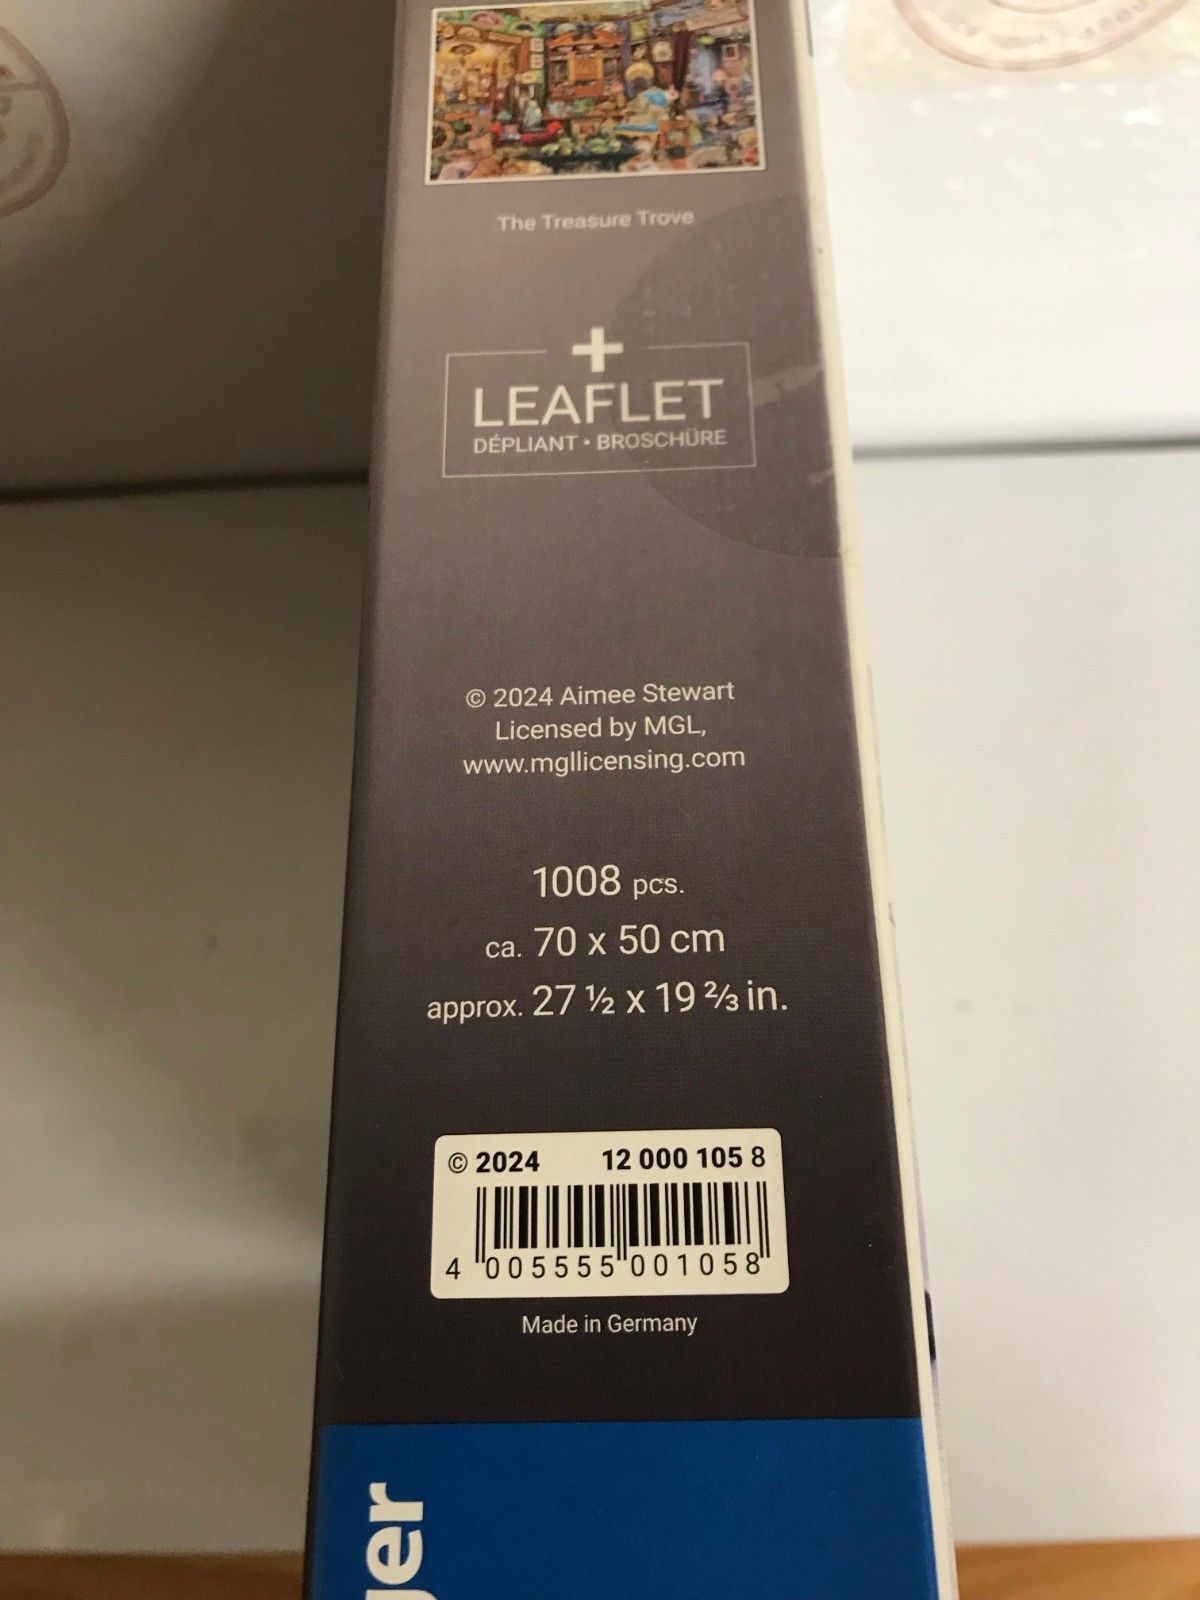 The Treasure Trove
+
LEAFLET
DÉPLIANT • BROSCHÜRE
© 2024 Aimee Stewart
Licensed by MGL,
www.mgllicensing.com
1008 pcs.
ca. 70 x 50 cm
approx. 27 ½ x 19 ⅔ in.
© 2024 12 000 105 8
4 005555 001058
Made in Germany
ger